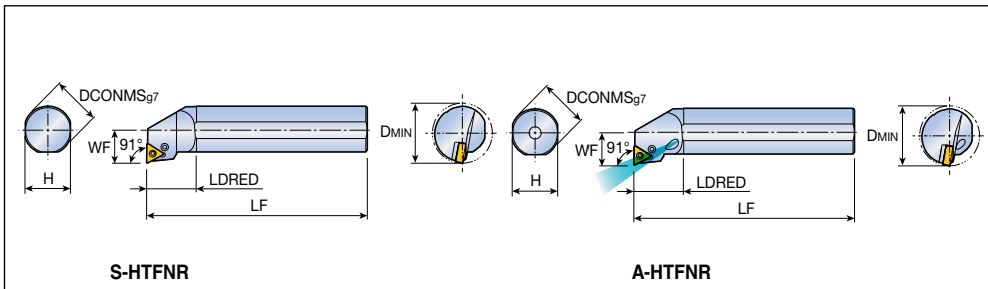 DCONMSg7
WF
91°
H
LDRED
LF
DMIN
S-HTFNR
DCONMSg7
WF
91°
H
LDRED
LF
DMIN
A-HTFNR